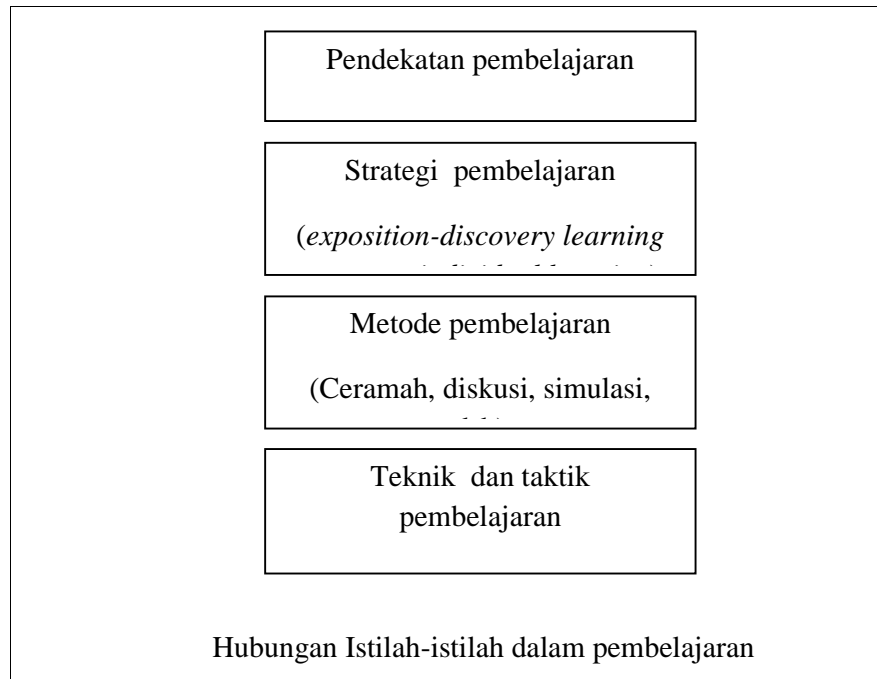 Pendekatan pembelajaran
Strategi pembelajaran
(exposition-discovery learning
Metode pembelajaran
(Ceramah, diskusi, simulasi,
Teknik dan taktik
pembelajaran
Hubungan Istilah-istilah dalam pembelajaran